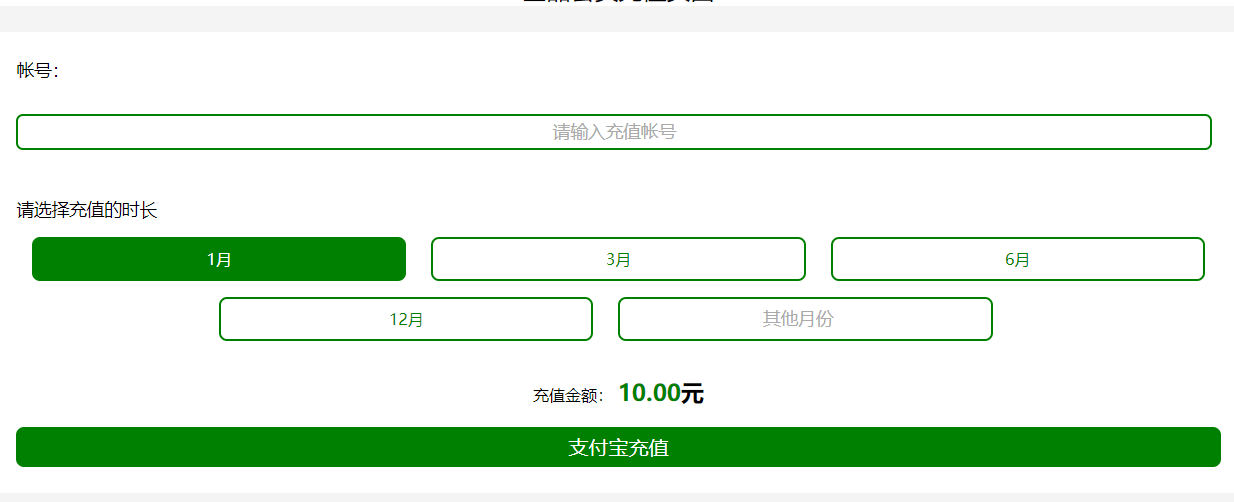 帐号：
请输入充值帐号
请选择充值的时长
1月
3月
6月
12月
其他月份
充值金额： 10.00元
支付宝充值